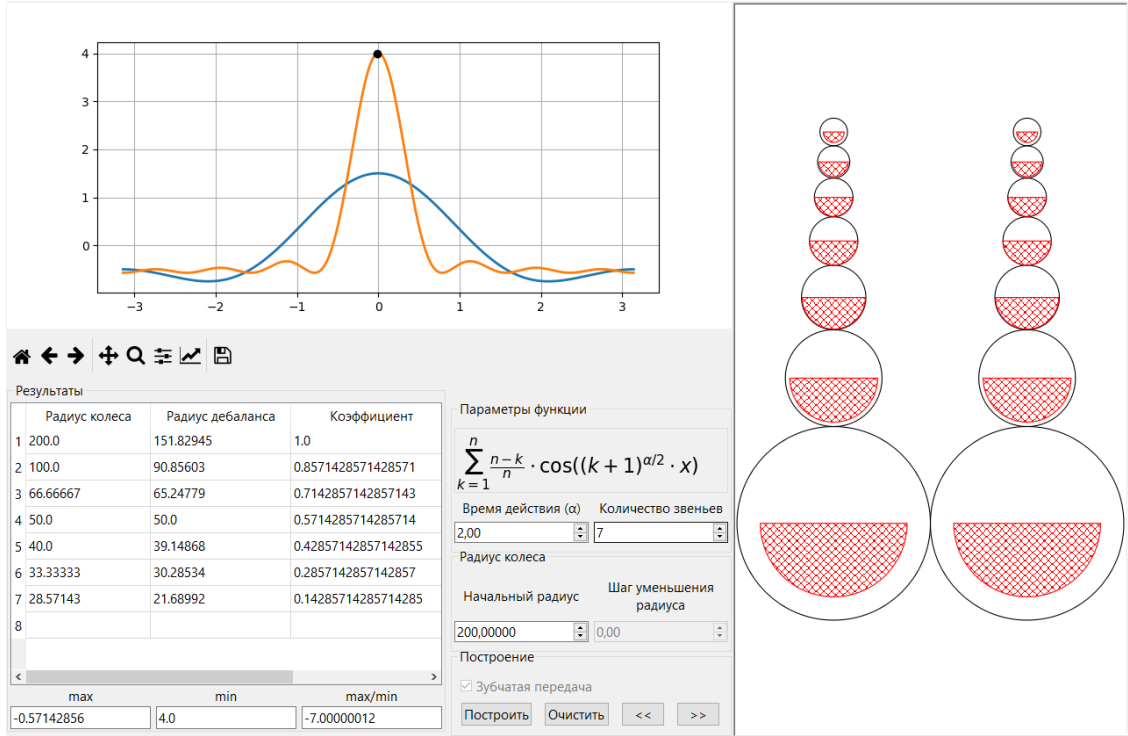 4
3
2
1
0
−3 −2 −1 0 1 2 3
Результаты
Радиус колеса Радиус дебаланса Коэффициент
1 200.0 151.82945 1.0
2 100.0 90.85603 0.8571428571428571
3 66.66667 65.24779 0.7142857142857143
4 50.0 50.0 0.5714285714285714
5 40.0 39.14868 0.42857142857142855
6 33.33333 30.28534 0.2857142857142857
7 28.57143 21.68992 0.14285714285714285
8
max min max/min
-0.57142856 4.0 -7.00000012
Параметры функции
n
∑ (n−k)/n · cos((k + 1)^{α/2} · x)
k = 1
Время действия (α) Количество звеньев
2,00 7
Радиус колеса
Начальный радиус Шаг уменьшения
радиуса
200,00000 0,00
Построение
Зубчатая передача
Построить Очистить << >>